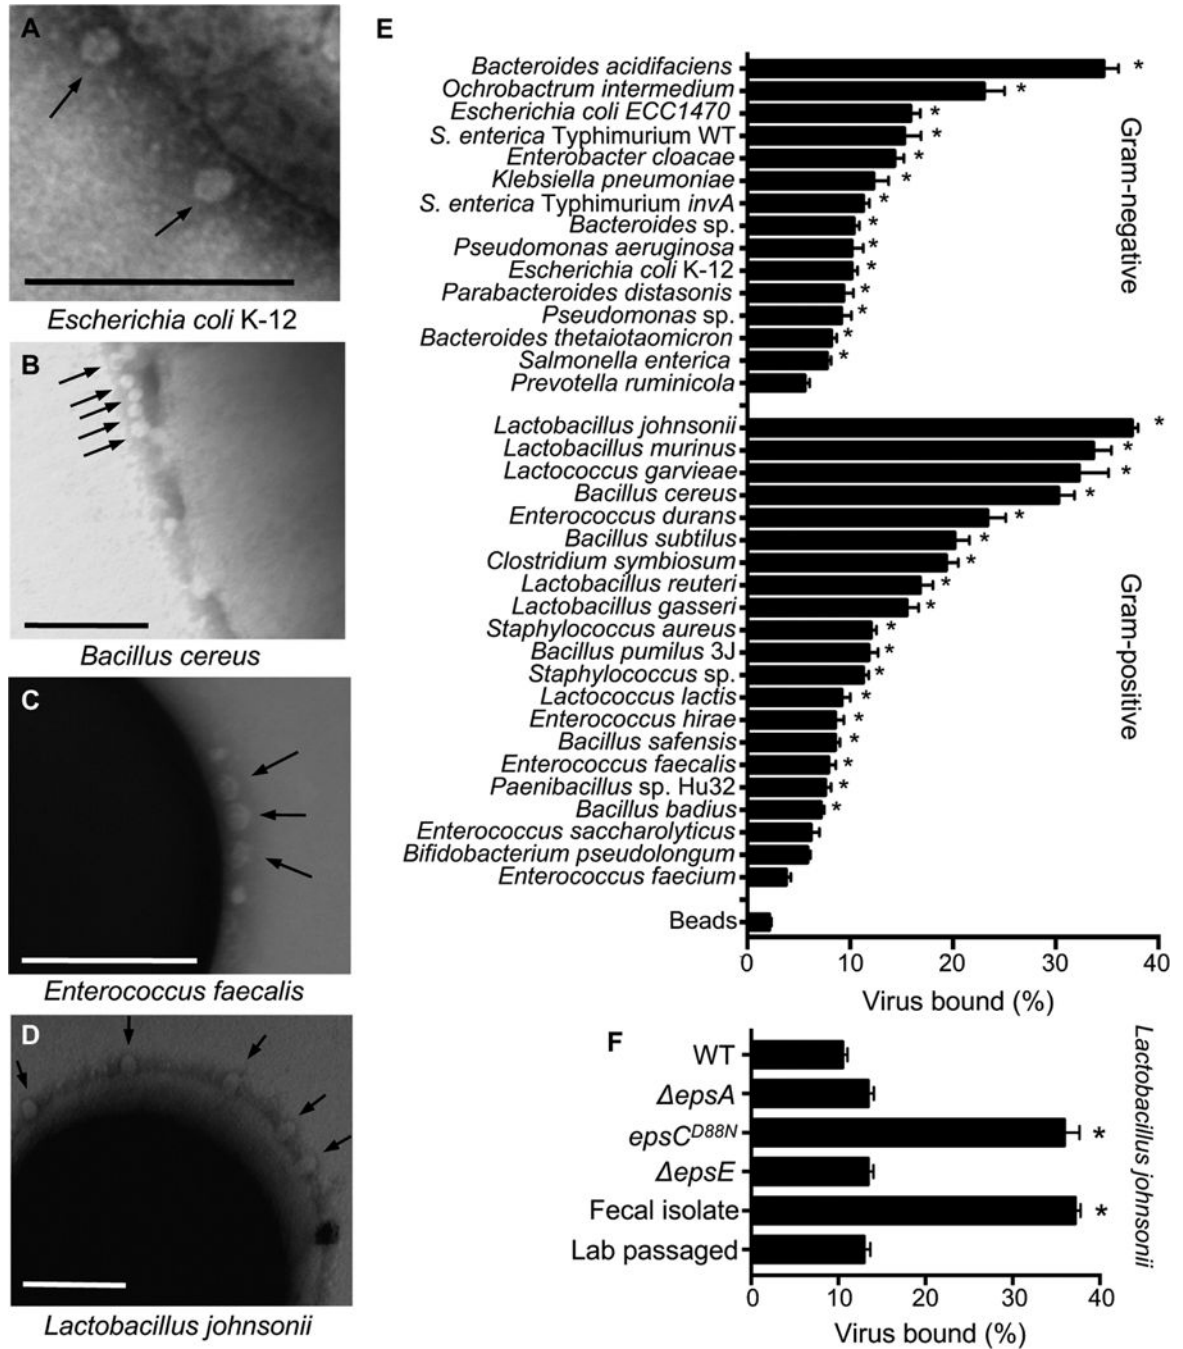 A
Escherichia coli K-12
B
Bacillus cereus
C
Enterococcus faecalis
D
Lactobacillus johnsonii
E
Bacteroides acidifaciens *
Ochrobactrum intermedium *
Escherichia coli ECC1470 *
S. enterica Typhimurium WT *
Enterobacter cloacae *
Klebsiella pneumoniae *
S. enterica Typhimurium invA *
Bacteroides sp. *
Pseudomonas aeruginosa *
Escherichia coli K-12 *
Parabacteroides distasonis *
Pseudomonas sp. *
Bacteroides thetaiotaomicron *
Salmonella enterica *
Prevotella ruminicola
Gram-negative
Lactobacillus johnsonii *
Lactobacillus murinus *
Lactococcus garvieae *
Bacillus cereus *
Enterococcus durans *
Bacillus subtilus *
Clostridium symbiosum *
Lactobacillus reuteri *
Lactobacillus gasseri *
Staphylococcus aureus *
Bacillus pumilus 3J *
Staphylococcus sp. *
Lactococcus lactis *
Enterococcus hirae *
Bacillus safensis *
Enterococcus faecalis *
Paenibacillus sp. Hu32 *
Bacillus badius *
Enterococcus saccharolyticus
Bifidobacterium pseudolongum
Enterococcus faecium
Gram-positive
Beads
0 10 20 30 40
Virus bound (%)
F
WT
ΔepsA
epsC^D88N *
ΔepsE
Fecal isolate *
Lab passaged
Lactobacillus johnsonii
0 10 20 30 40
Virus bound (%)